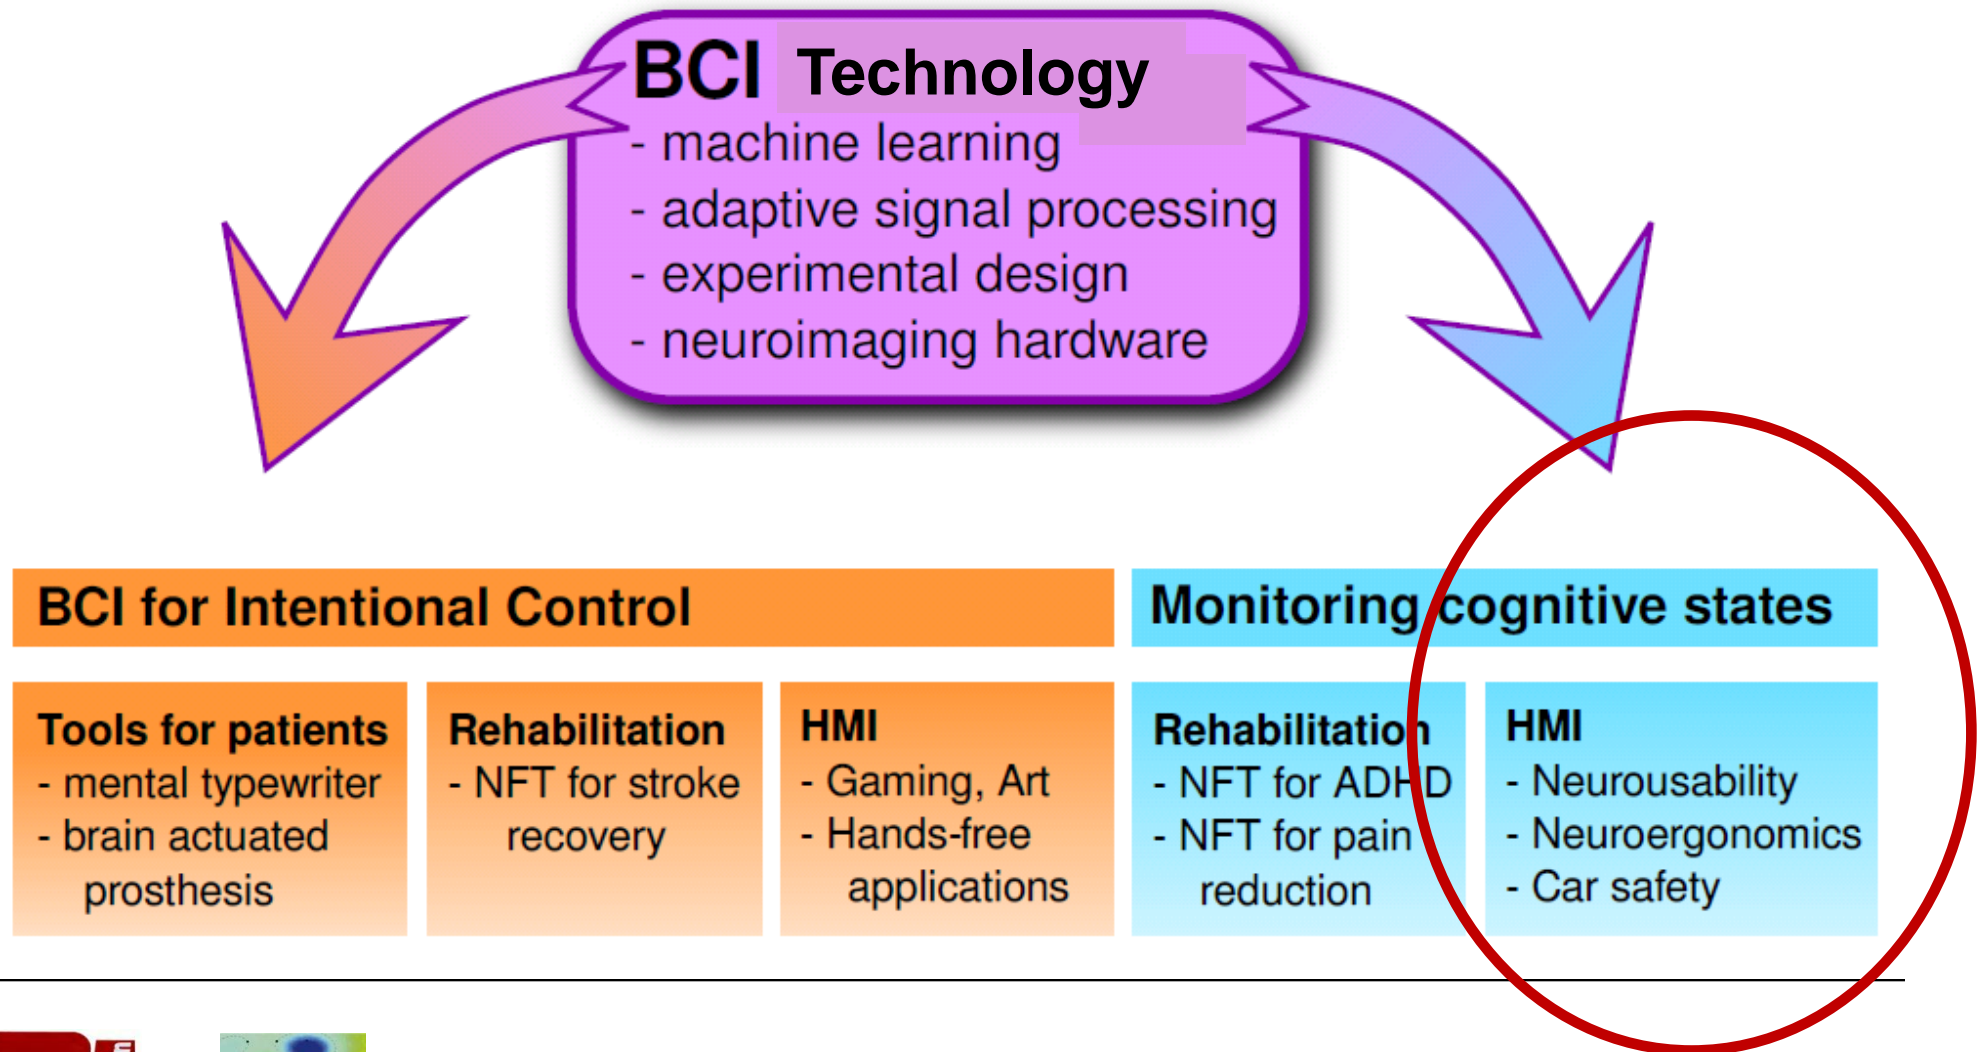 BCI Technology
- machine learning
- adaptive signal processing
- experimental design
- neuroimaging hardware
BCI for Intentional Control
Monitoring cognitive states
Tools for patients
- mental typewriter
- brain actuated
prosthesis
Rehabilitation
- NFT for stroke
recovery
HMI
- Gaming, Art
- Hands-free
applications
Rehabilitation
- NFT for ADHD
- NFT for pain
reduction
HMI
- Neurousability
- Neuroergonomics
- Car safety